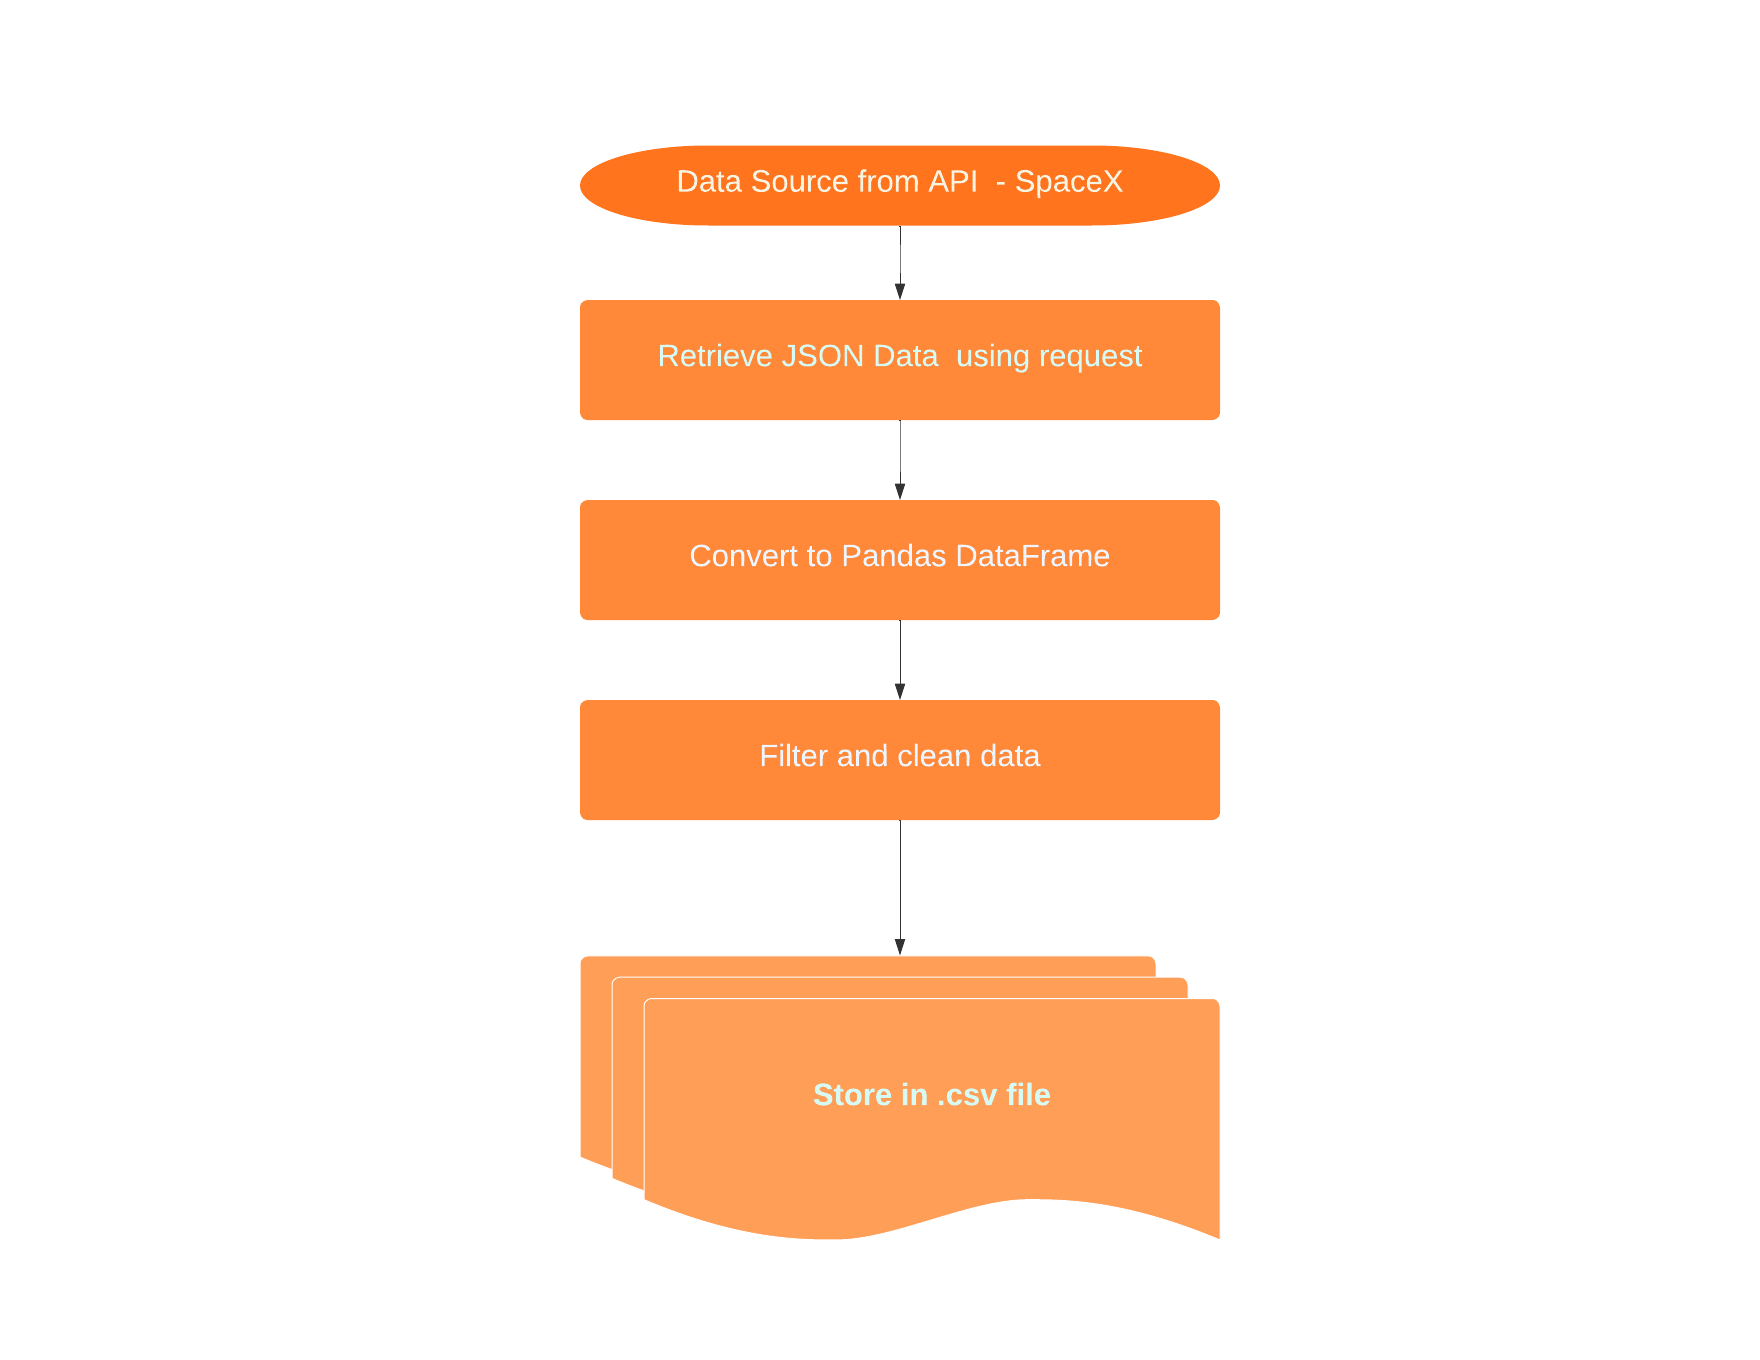 Data Source from API  - SpaceX
Retrieve JSON Data  using request
Convert to Pandas DataFrame
Filter and clean data
Store in .csv file